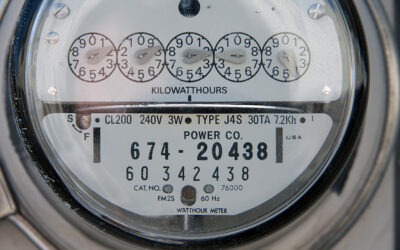 KILOWATTHOURS
S
F
• CL200 240V 3W • TYPE J4S 30TA 7.2Kh •
POWER CO.
USA
674 - 20438
60 342 438
CAT. NO. 76000
FM2S 60 Hz
WATTHOUR METER